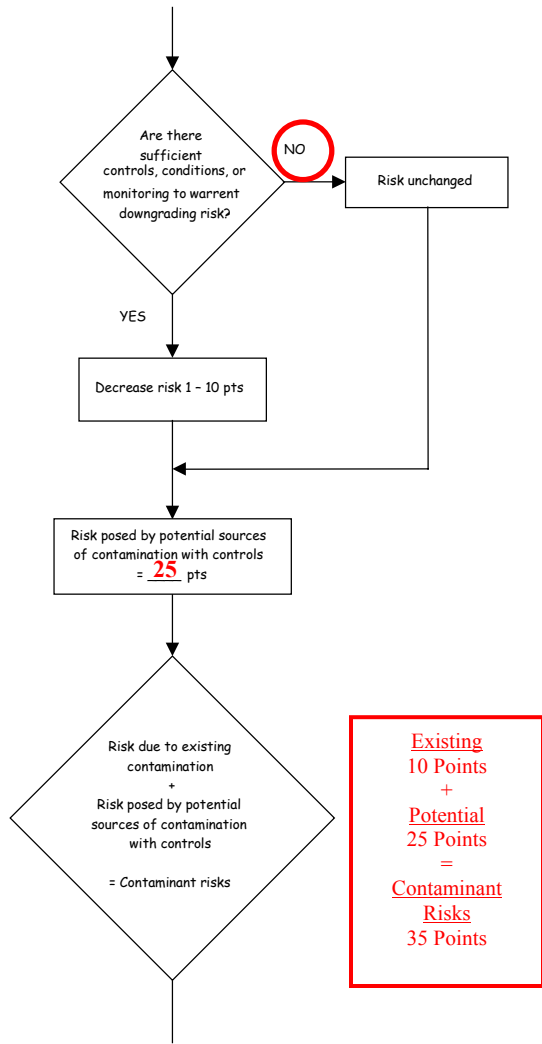 Are there
sufficient
controls, conditions, or
monitoring to warrent
downgrading risk?
NO
Risk unchanged
YES
Decrease risk 1 – 10 pts
Risk posed by potential sources
of contamination with controls
= 25 pts
Risk due to existing
contamination
+
Risk posed by potential
sources of contamination
with controls
= Contaminant risks
Existing
10 Points
+
Potential
25 Points
=
Contaminant
Risks
35 Points